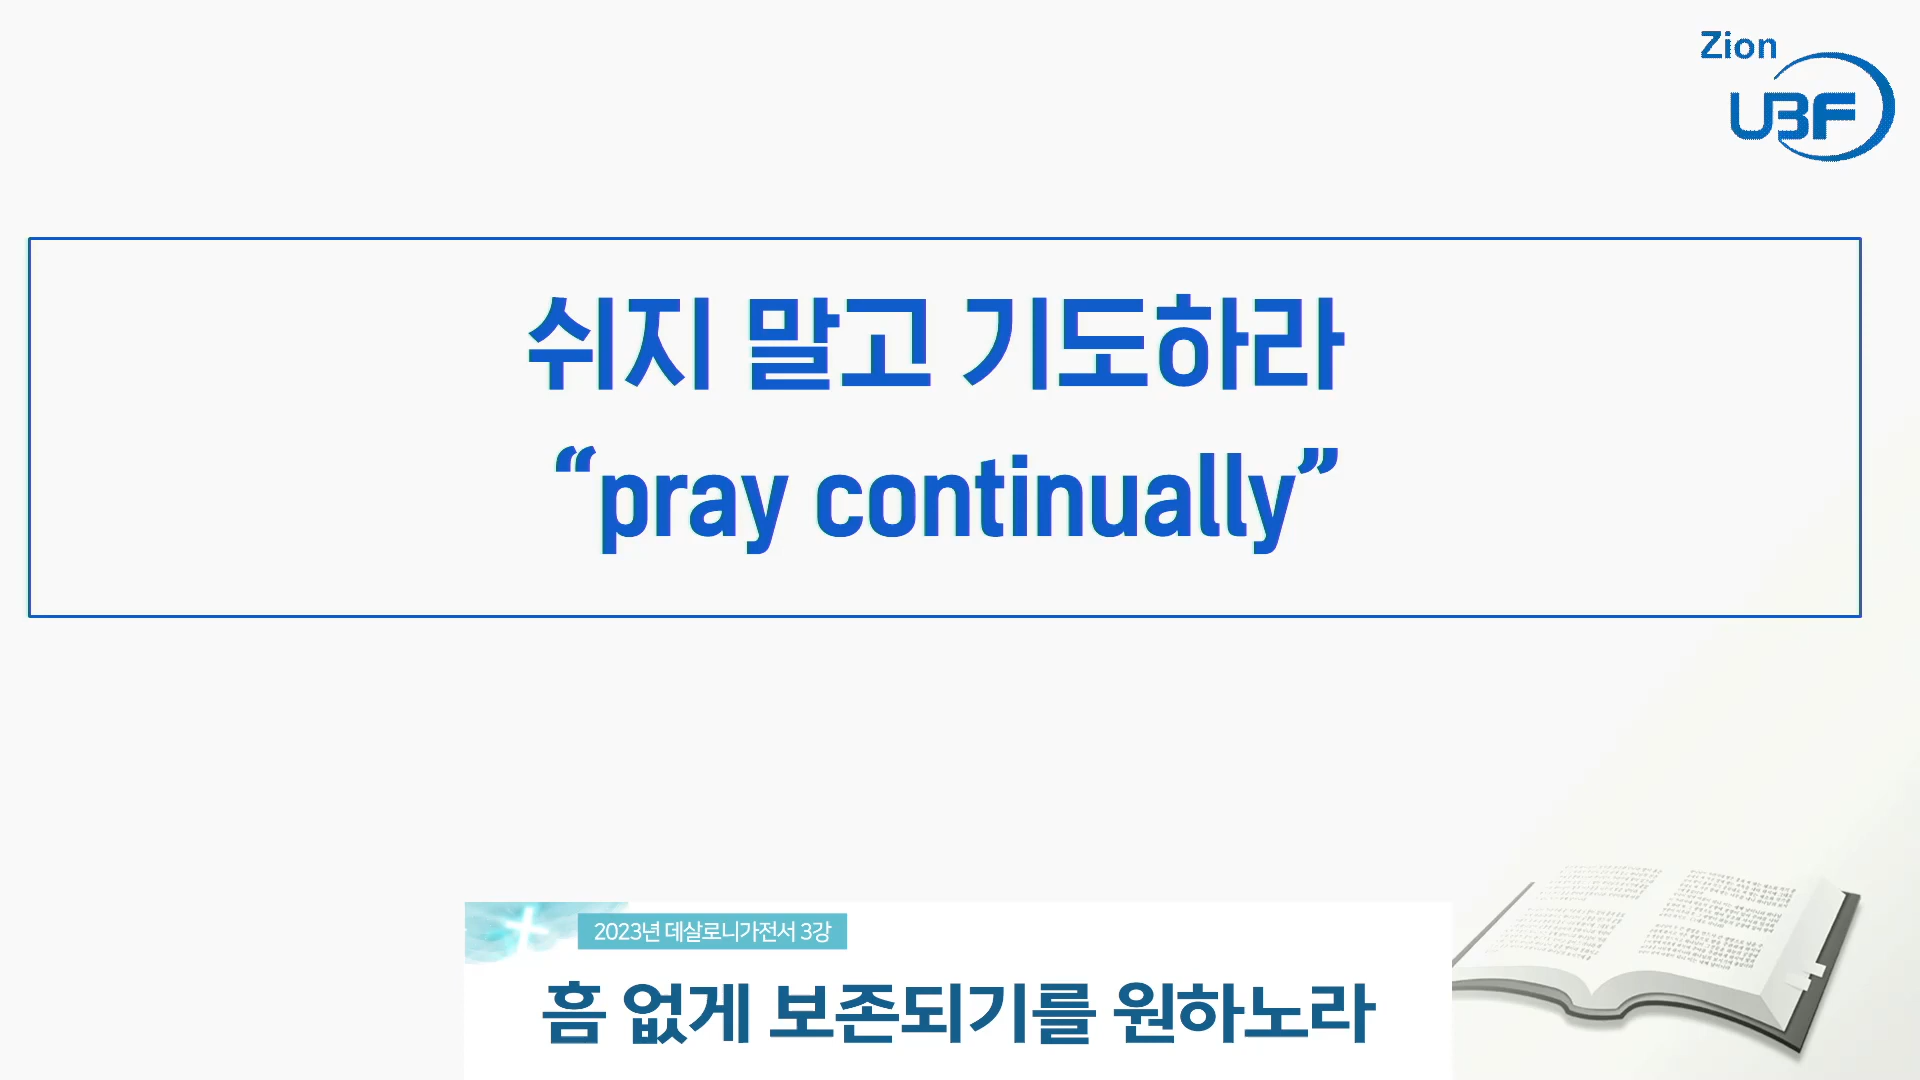 Zion
UBF
쉬지 말고 기도하라
“pray continually”
2023년 데살로니가전서 3강
흠 없게 보존되기를 원하노라